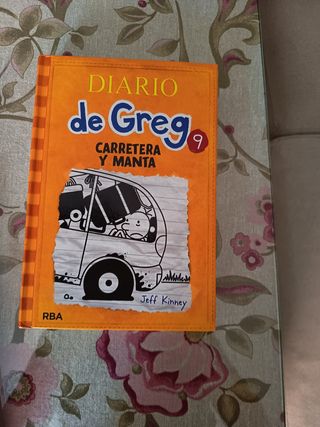 DIARIO
de Greg 9
CARRETERA
Y MANTA
Jeff Kinney
RBA